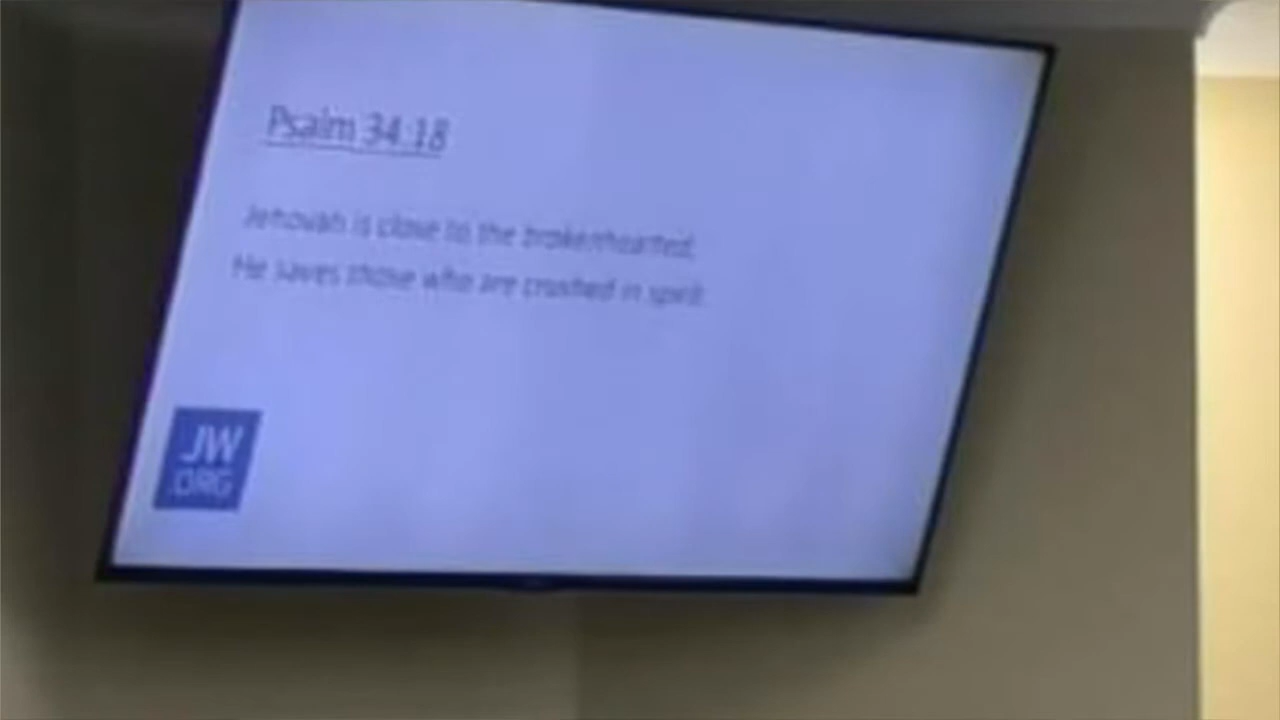 Psalm 34:18
Jehovah is close to the brokenhearted;
He saves those who are crushed in spirit.
JW
.ORG